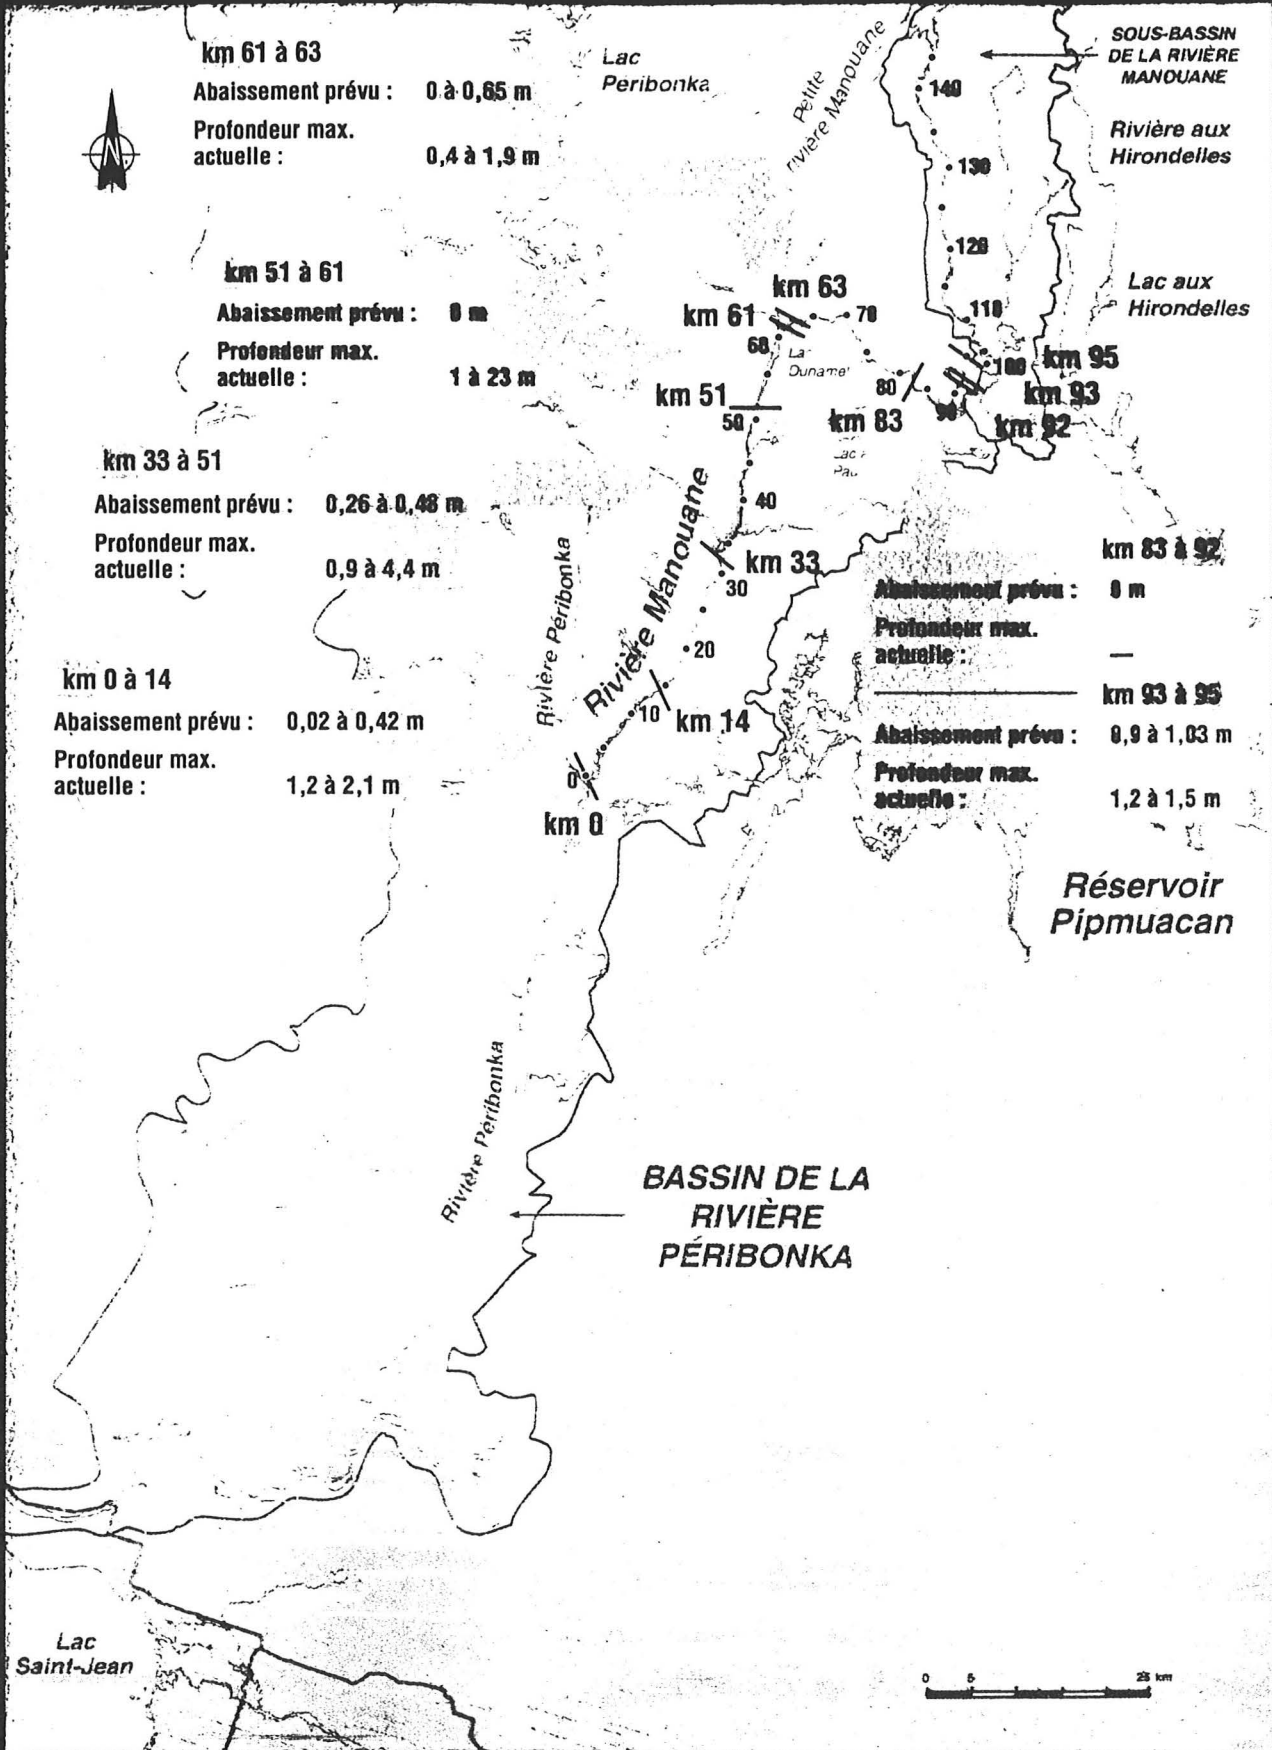 km 61 à 63
Abaissement prévu : 0 à 0,65 m
Profondeur max.
actuelle : 0,4 à 1,9 m
Lac
Péribonka
Petite
rivière Manouane
SOUS-BASSIN
DE LA RIVIÈRE
MANOUANE
Rivière aux
Hirondelles
Lac aux
Hirondelles
N
140
130
120
110
100
km 51 à 61
Abaissement prévu : 0 m
Profondeur max.
actuelle : 1 à 23 m
km 63
km 61
70
60
km 51
50
80
90
km 83
km 95
km 93
km 92
Lac
40
km 33 à 51
Abaissement prévu : 0,26 à 0,48 m
Profondeur max.
actuelle : 0,9 à 4,4 m
Rivière Péribonka
Rivière Manouane
km 33
30
20
10
km 14
0
km 0
km 0 à 14
Abaissement prévu : 0,02 à 0,42 m
Profondeur max.
actuelle : 1,2 à 2,1 m
km 83 à 92
Abaissement prévu : 0 m
Profondeur max.
actuelle : —
km 93 à 95
Abaissement prévu : 0,9 à 1,03 m
Profondeur max.
actuelle : 1,2 à 1,5 m
Réservoir
Pipmuacan
Rivière Péribonka
BASSIN DE LA
RIVIÈRE
PÉRIBONKA
Lac
Saint-Jean
0 5 25 km